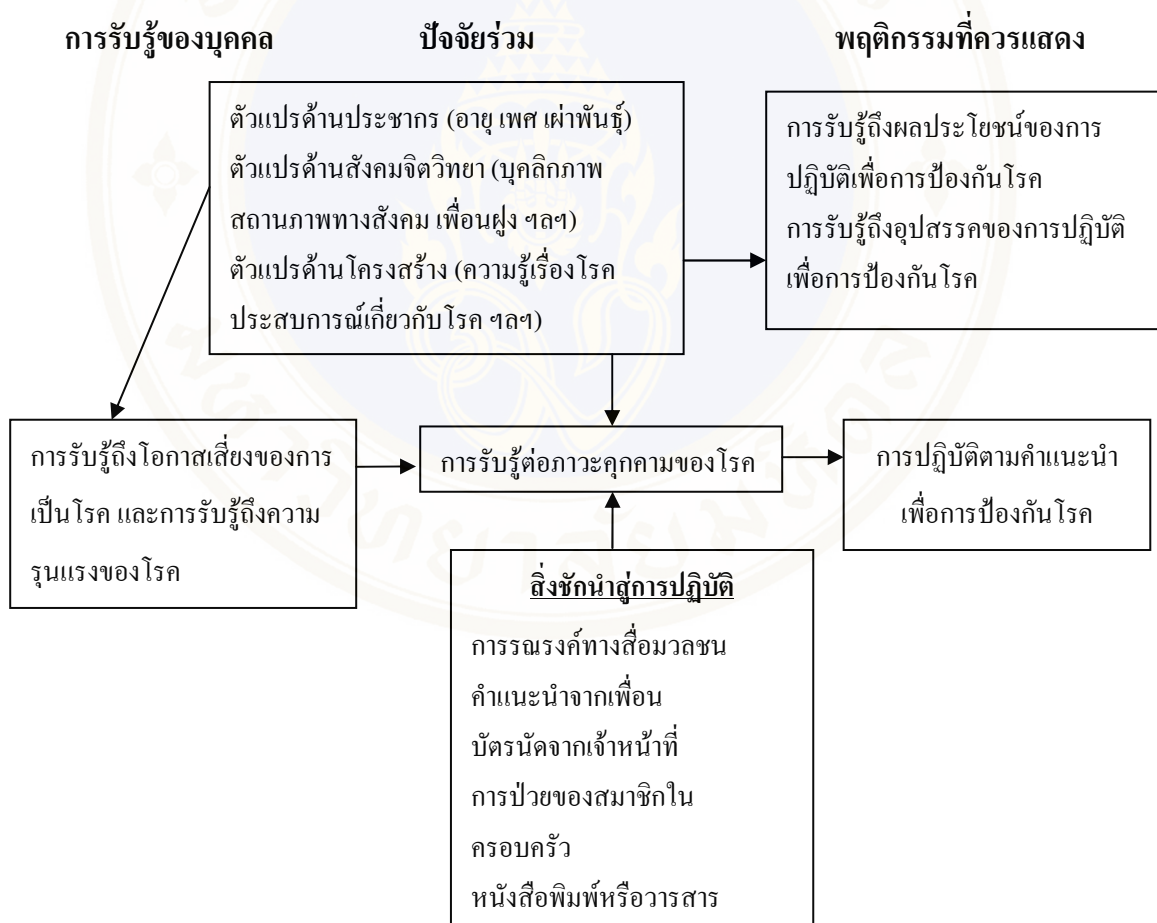 การรับรู้ของบุคคล
ปัจจัยร่วม
พฤติกรรมที่ควรแสดง
ตัวแปรด้านประชากร (อายุ เพศ เผ่าพันธุ์)
ตัวแปรด้านสังคมจิตวิทยา (บุคลิกภาพ
สถานภาพทางสังคม เพื่อนฝูง ฯลฯ)
ตัวแปรด้านโครงสร้าง (ความรู้เรื่องโรค
ประสบการณ์เกี่ยวกับโรค ฯลฯ)
การรับรู้ถึงผลประโยชน์ของการ
ปฏิบัติเพื่อการป้องกันโรค
การรับรู้ถึงอุปสรรคของการปฏิบัติ
เพื่อการป้องกันโรค
การรับรู้ถึงโอกาสเสี่ยงของการ
เป็นโรค และการรับรู้ถึงความ
รุนแรงของโรค
การรับรู้ต่อภาวะคุกคามของโรค
การปฏิบัติตามคำแนะนำ
เพื่อการป้องกันโรค
สิ่งชักนำสู่การปฏิบัติ
การรณรงค์ทางสื่อมวลชน
คำแนะนำจากเพื่อน
บัตรนัดจากเจ้าหน้าที่
การป่วยของสมาชิกใน
ครอบครัว
หนังสือพิมพ์หรือวารสาร
มหาวิทยาลัยมหิดล